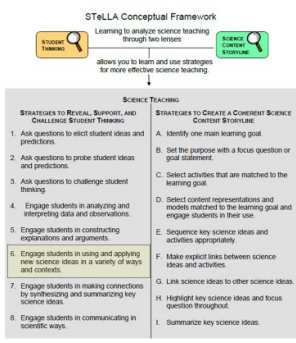 STeLLA Conceptual Framework
Learning to analyze science teaching
through two lenses
STUDENT
THINKING
SCIENCE
CONTENT
STORYLINE
allows you to learn and use strategies
for more effective science teaching.
SCIENCE TEACHING
STRATEGIES TO REVEAL, SUPPORT, AND
CHALLENGE STUDENT THINKING
1. Ask questions to elicit student ideas and
predictions.
2. Ask questions to probe student ideas
and predictions.
3. Ask questions to challenge student
thinking.
4. Engage students in analyzing and
interpreting data and observations.
5. Engage students in constructing
explanations and arguments.
6. Engage students in using and applying
new science ideas in a variety of ways
and contexts.
7. Engage students in making connections
by synthesizing and summarizing key
science ideas.
8. Engage students in communicating in
scientific ways.
STRATEGIES TO CREATE A COHERENT SCIENCE
CONTENT STORYLINE
A. Identify one main learning goal.
B. Set the purpose with a focus question or
goal statement.
C. Select activities that are matched to the
learning goal.
D. Select content representations and
models matched to the learning goal and
engage students in their use.
E. Sequence key science ideas and
activities appropriately.
F. Make explicit links between science
ideas and activities.
G. Link science ideas to other science ideas.
H. Highlight key science ideas and focus
question throughout.
I. Summarize key science ideas.